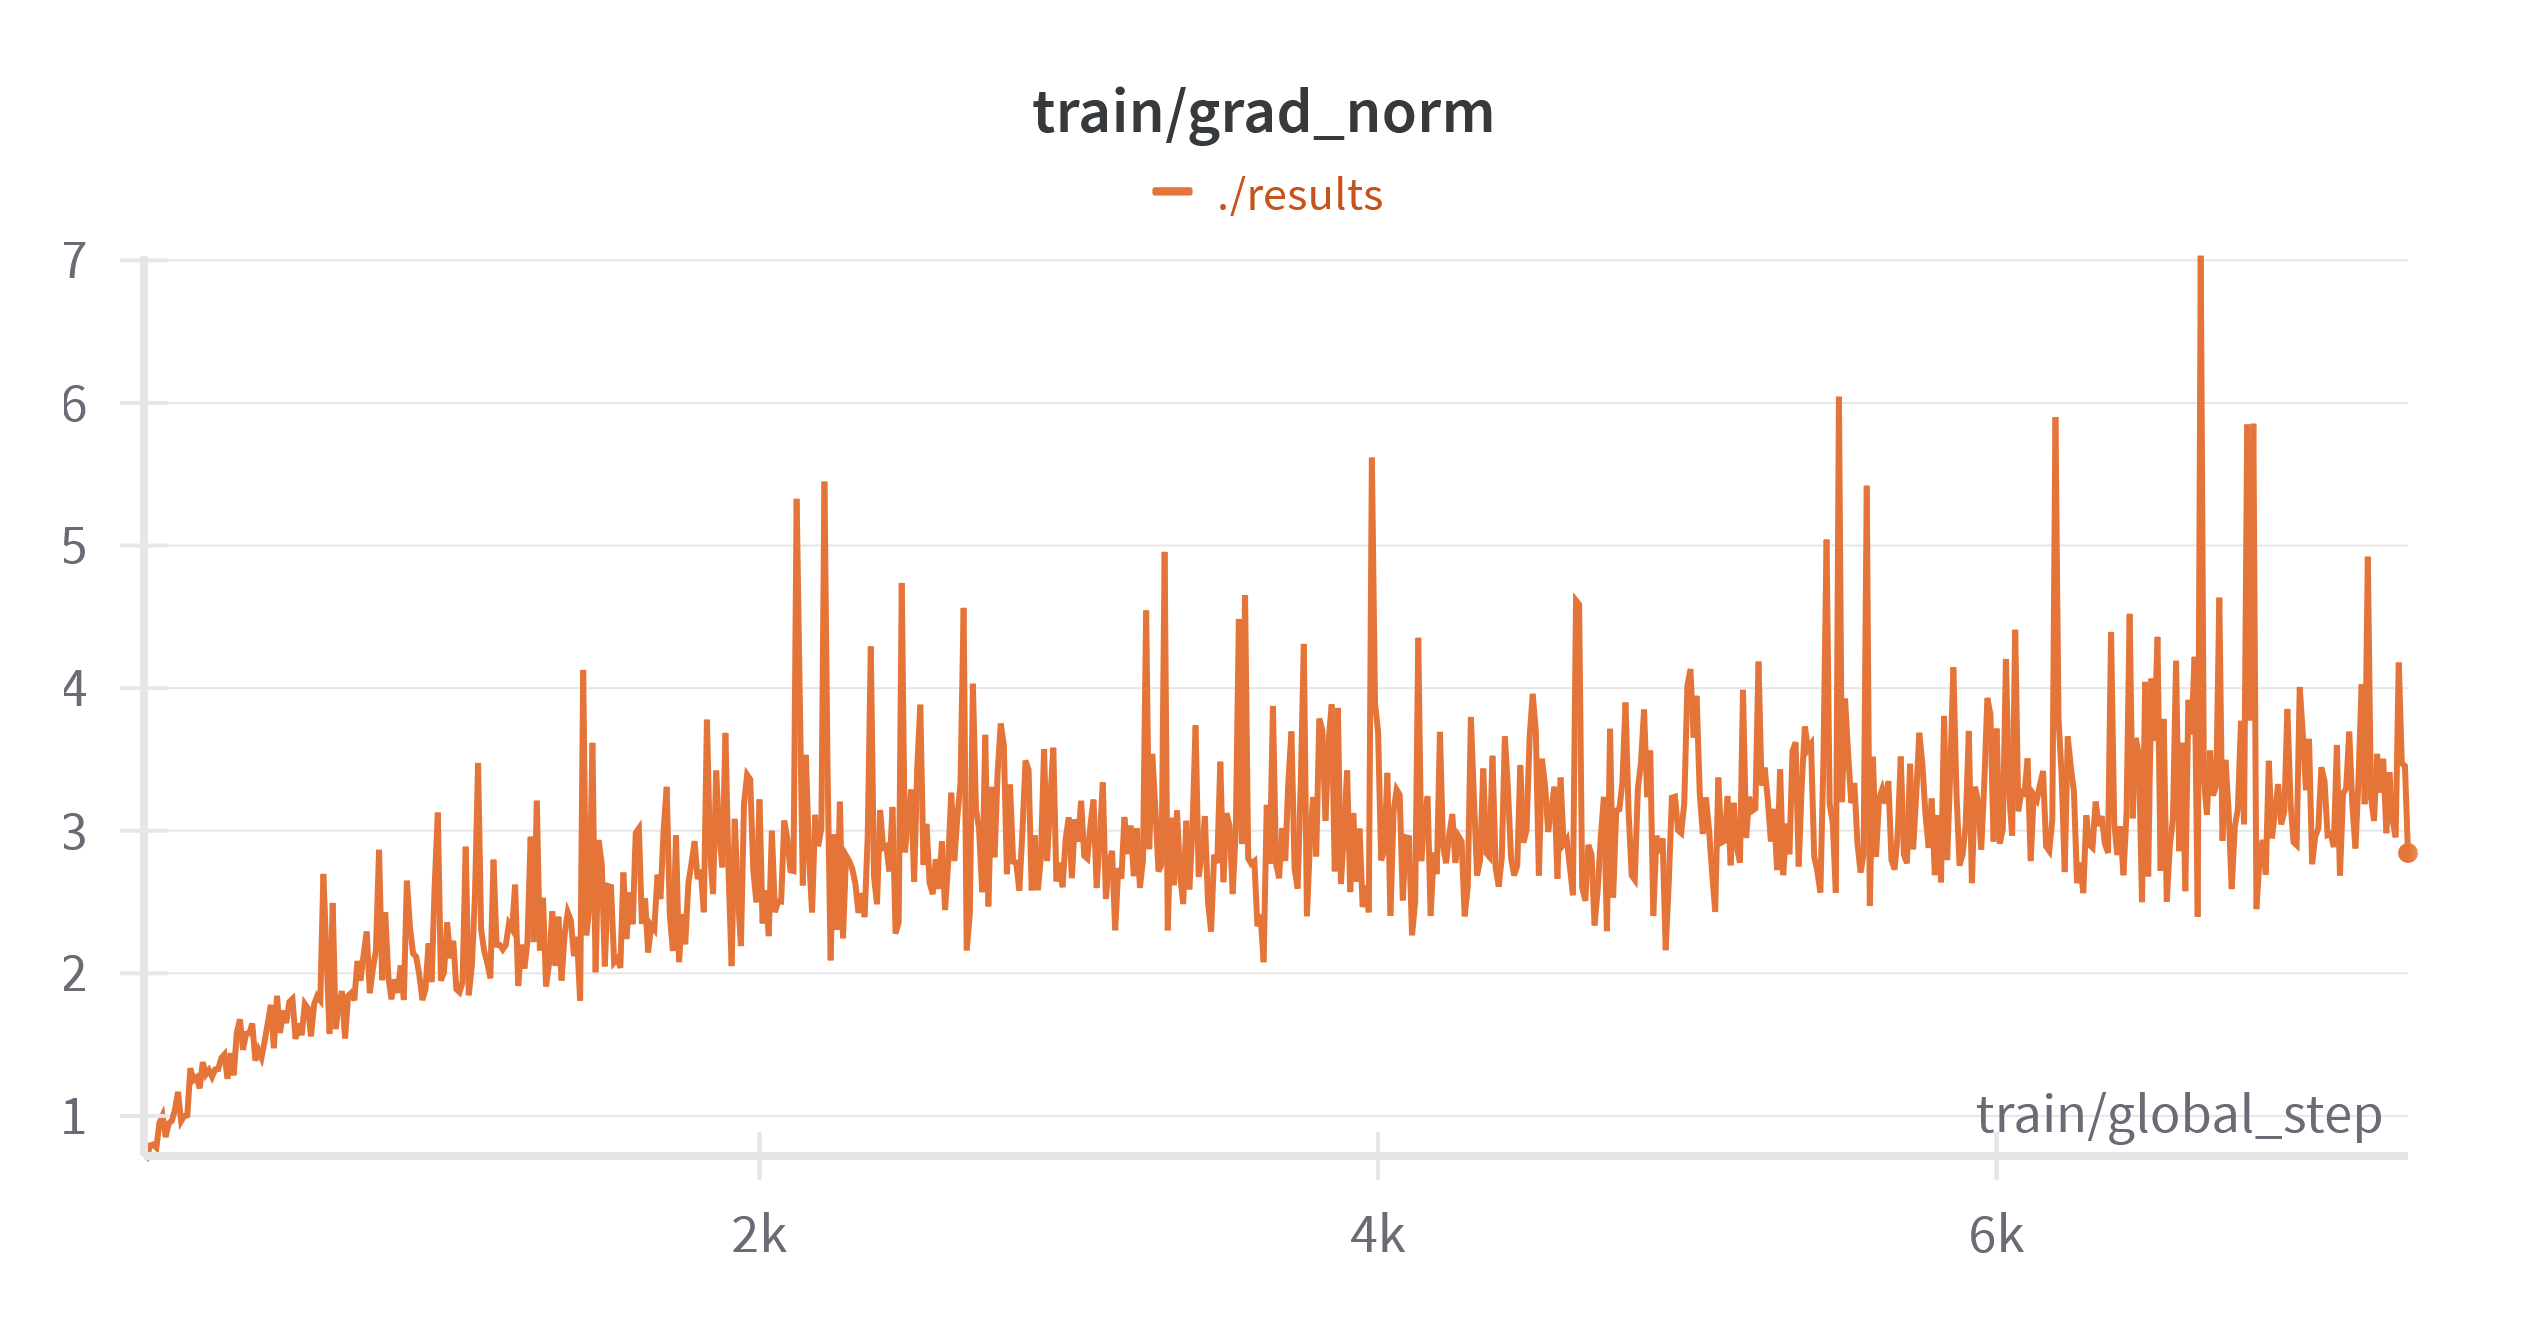 train/grad_norm
./results
7
6
5
4
3
2
1
train/global_step
2k 4k 6k